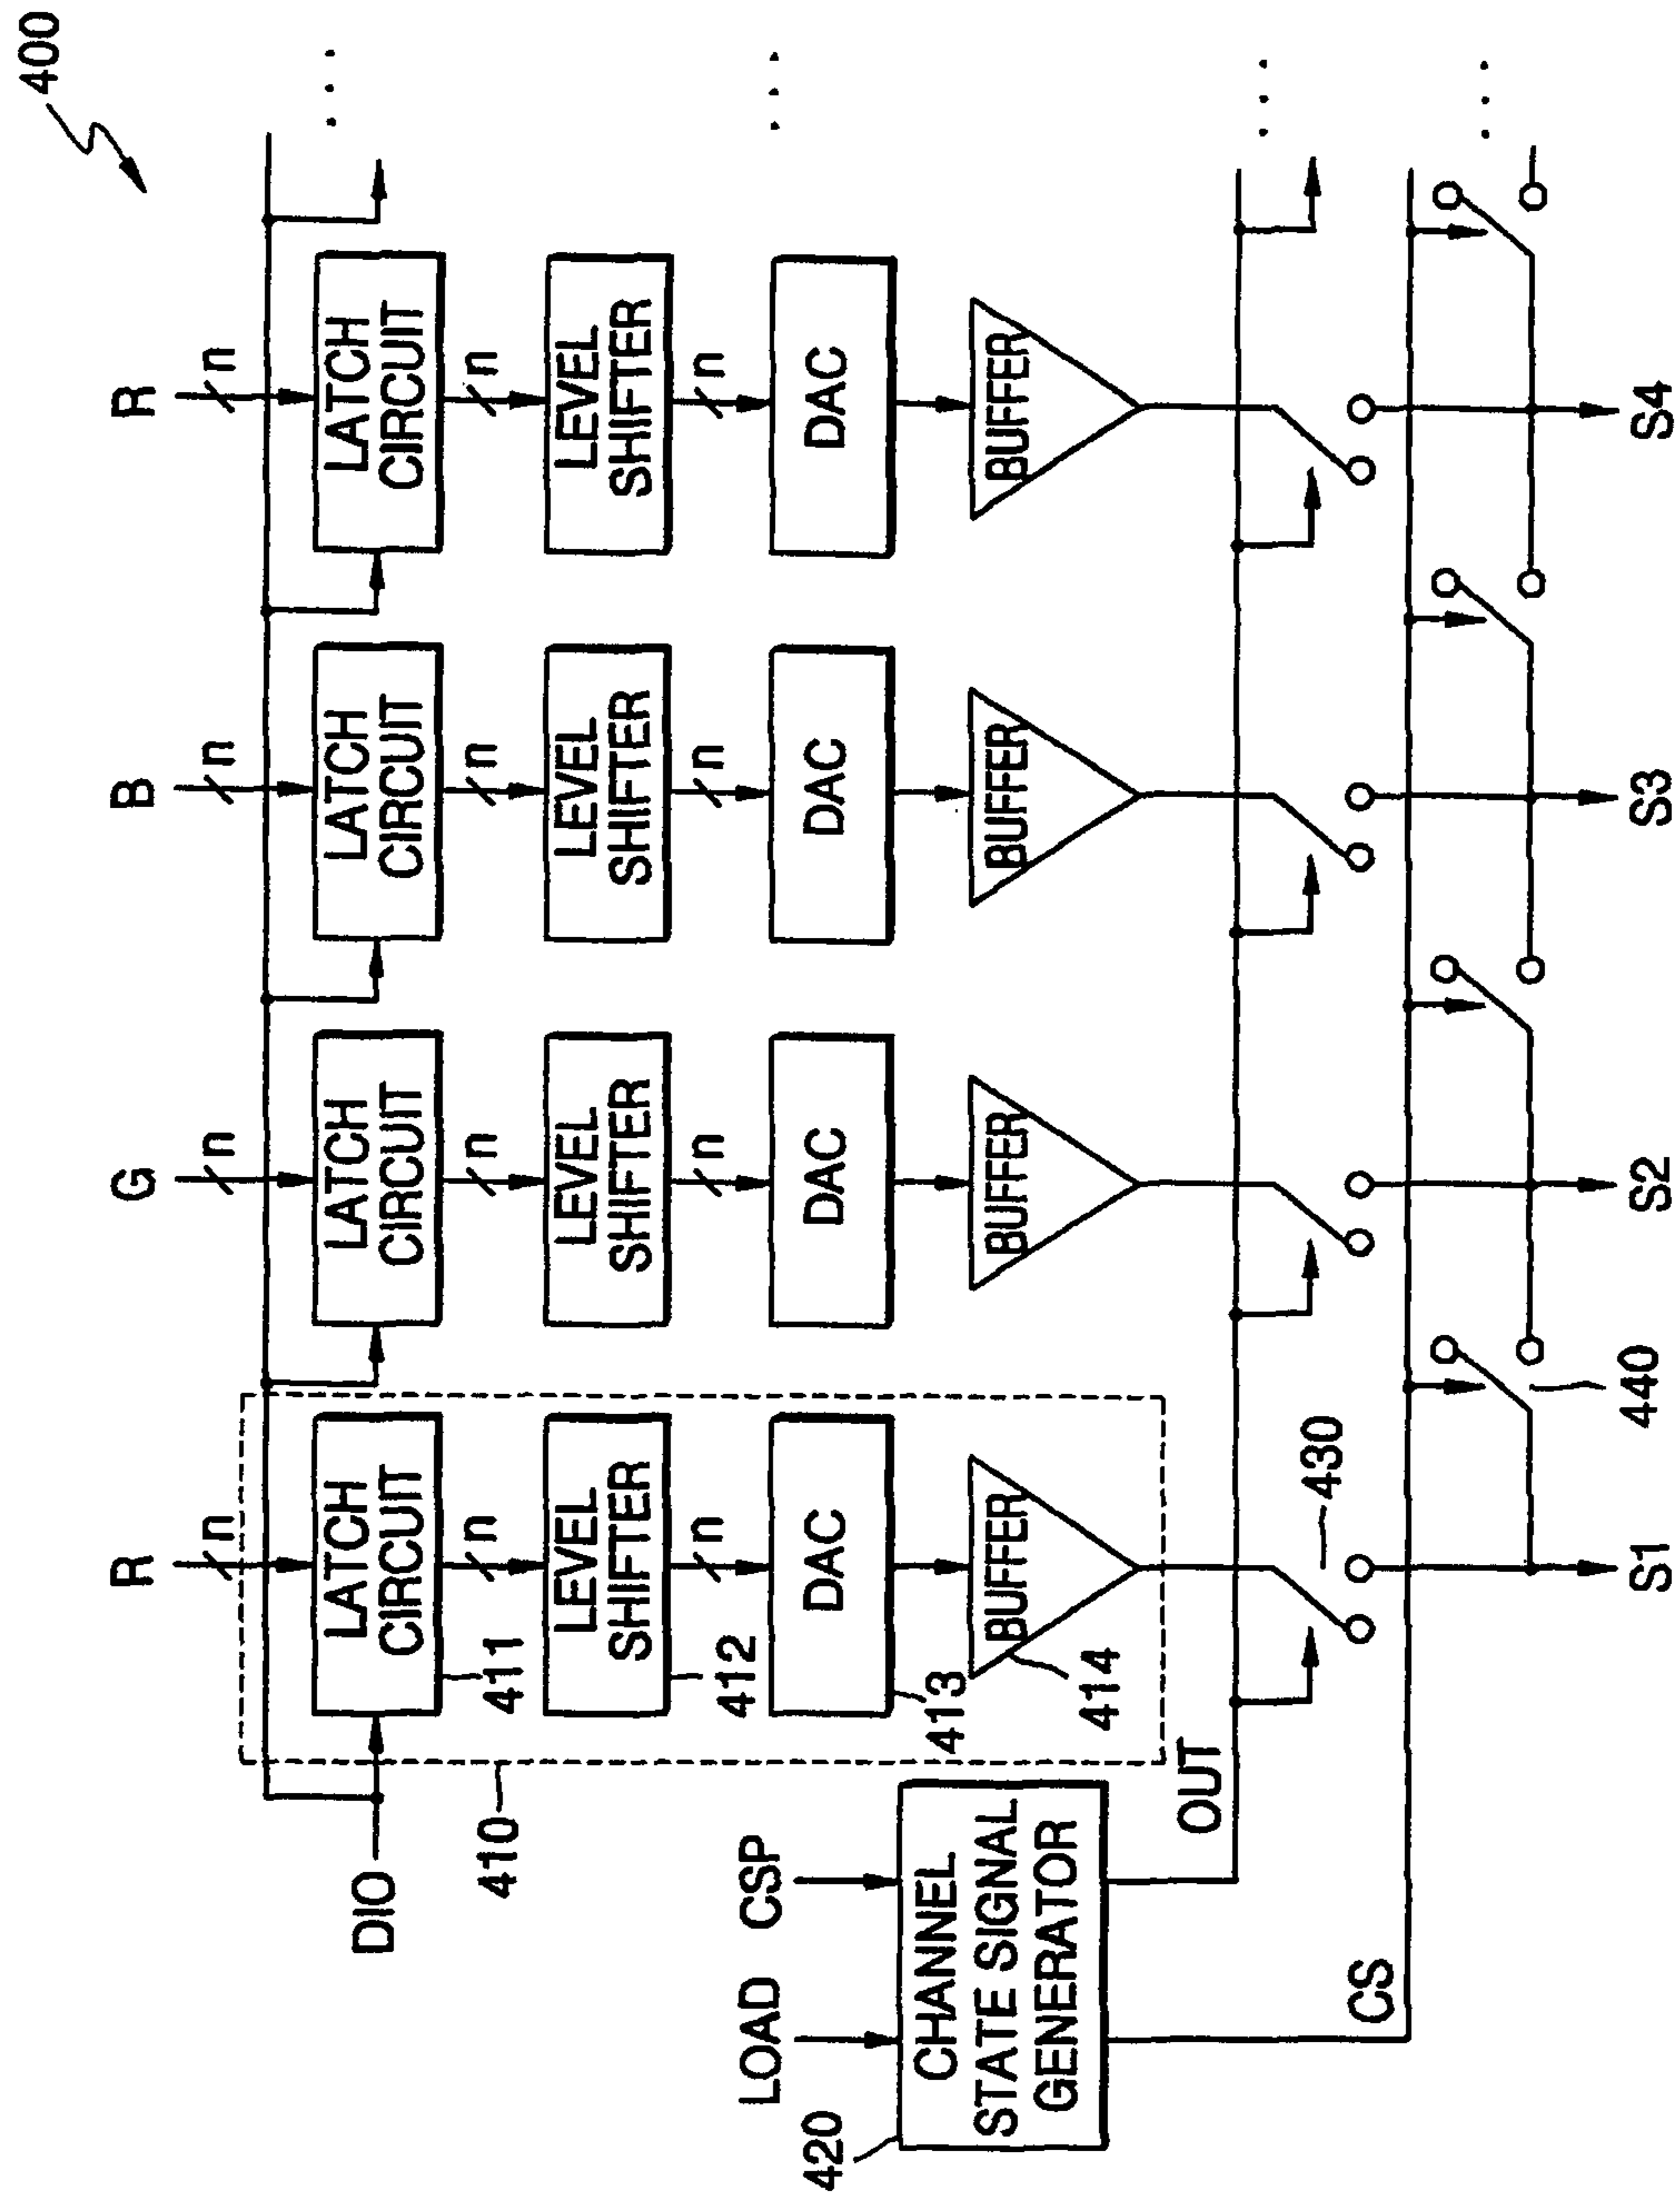 400
R
G
B
R
n
n
n
n
DIO
LATCH
CIRCUIT
LATCH
CIRCUIT
LATCH
CIRCUIT
LATCH
CIRCUIT
...
410
411
n
n
n
n
LEVEL
SHIFTER
LEVEL
SHIFTER
LEVEL
SHIFTER
LEVEL
SHIFTER
412
n
n
n
n
LOAD
CSP
DAC
DAC
DAC
DAC
...
413
420
CHANNEL
STATE SIGNAL
GENERATOR
BUFFER
BUFFER
BUFFER
BUFFER
414
OUT
...
430
CS
...
440
S1
S2
S3
S4